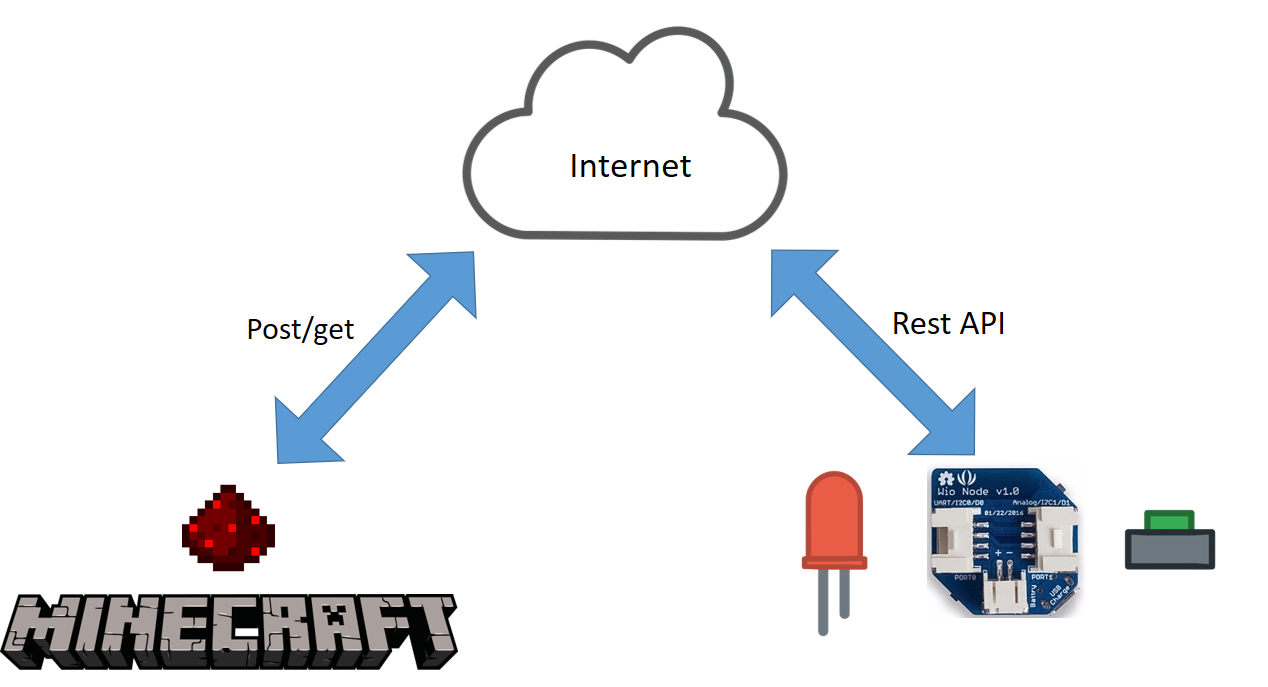 Internet
Post/get
Rest API
Wio Node v1.0
UART/I2C0/D0 Analog/I2C1/D1
01/22/2016
+ -
PORT0 PORT1
Battry
USB
Charge
MINECRAFT